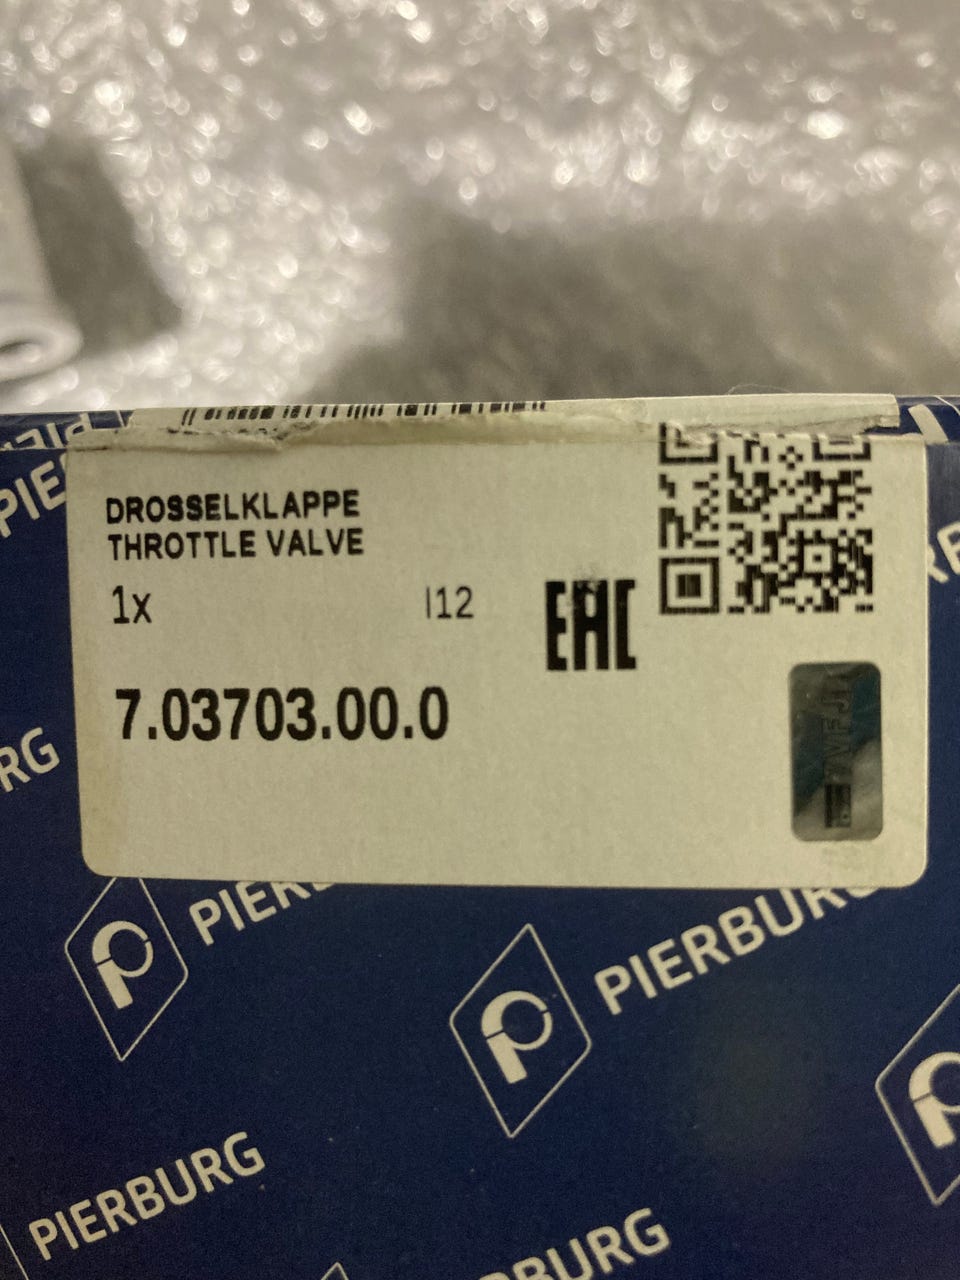 DROSSELKLAPPE
THROTTLE VALVE
1x I12
EAC
7.03703.00.0
PIERBURG
PIERBURG
PIERBURG